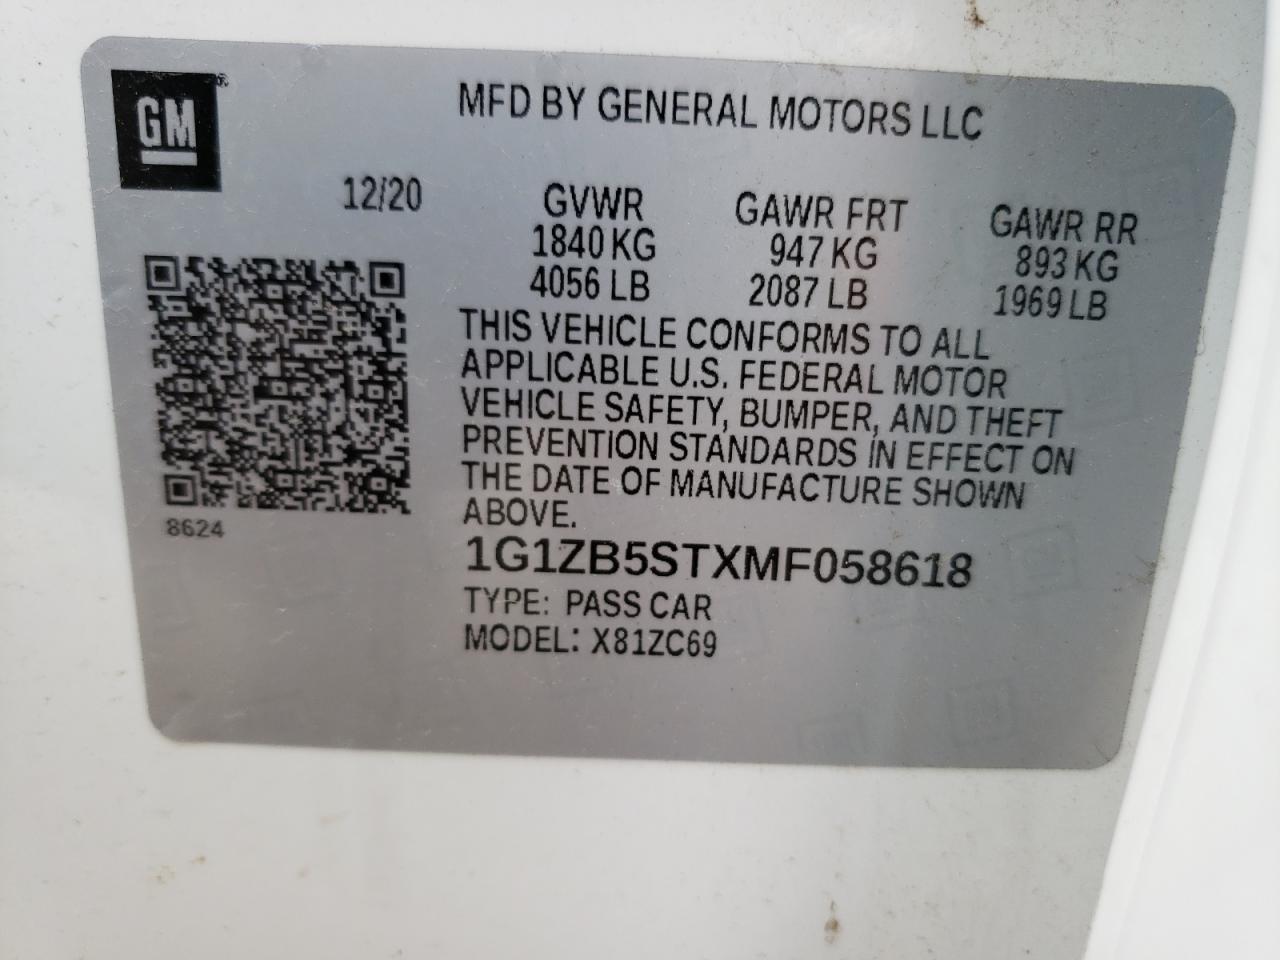 GM®
MFD BY GENERAL MOTORS LLC
12/20
GVWR
1840 KG
4056 LB
GAWR FRT
947 KG
2087 LB
GAWR RR
893 KG
1969 LB
THIS VEHICLE CONFORMS TO ALL
APPLICABLE U.S. FEDERAL MOTOR
VEHICLE SAFETY, BUMPER, AND THEFT
PREVENTION STANDARDS IN EFFECT ON
THE DATE OF MANUFACTURE SHOWN
ABOVE.
8624
1G1ZB5STXMF058618
TYPE: PASS CAR
MODEL: X81ZC69